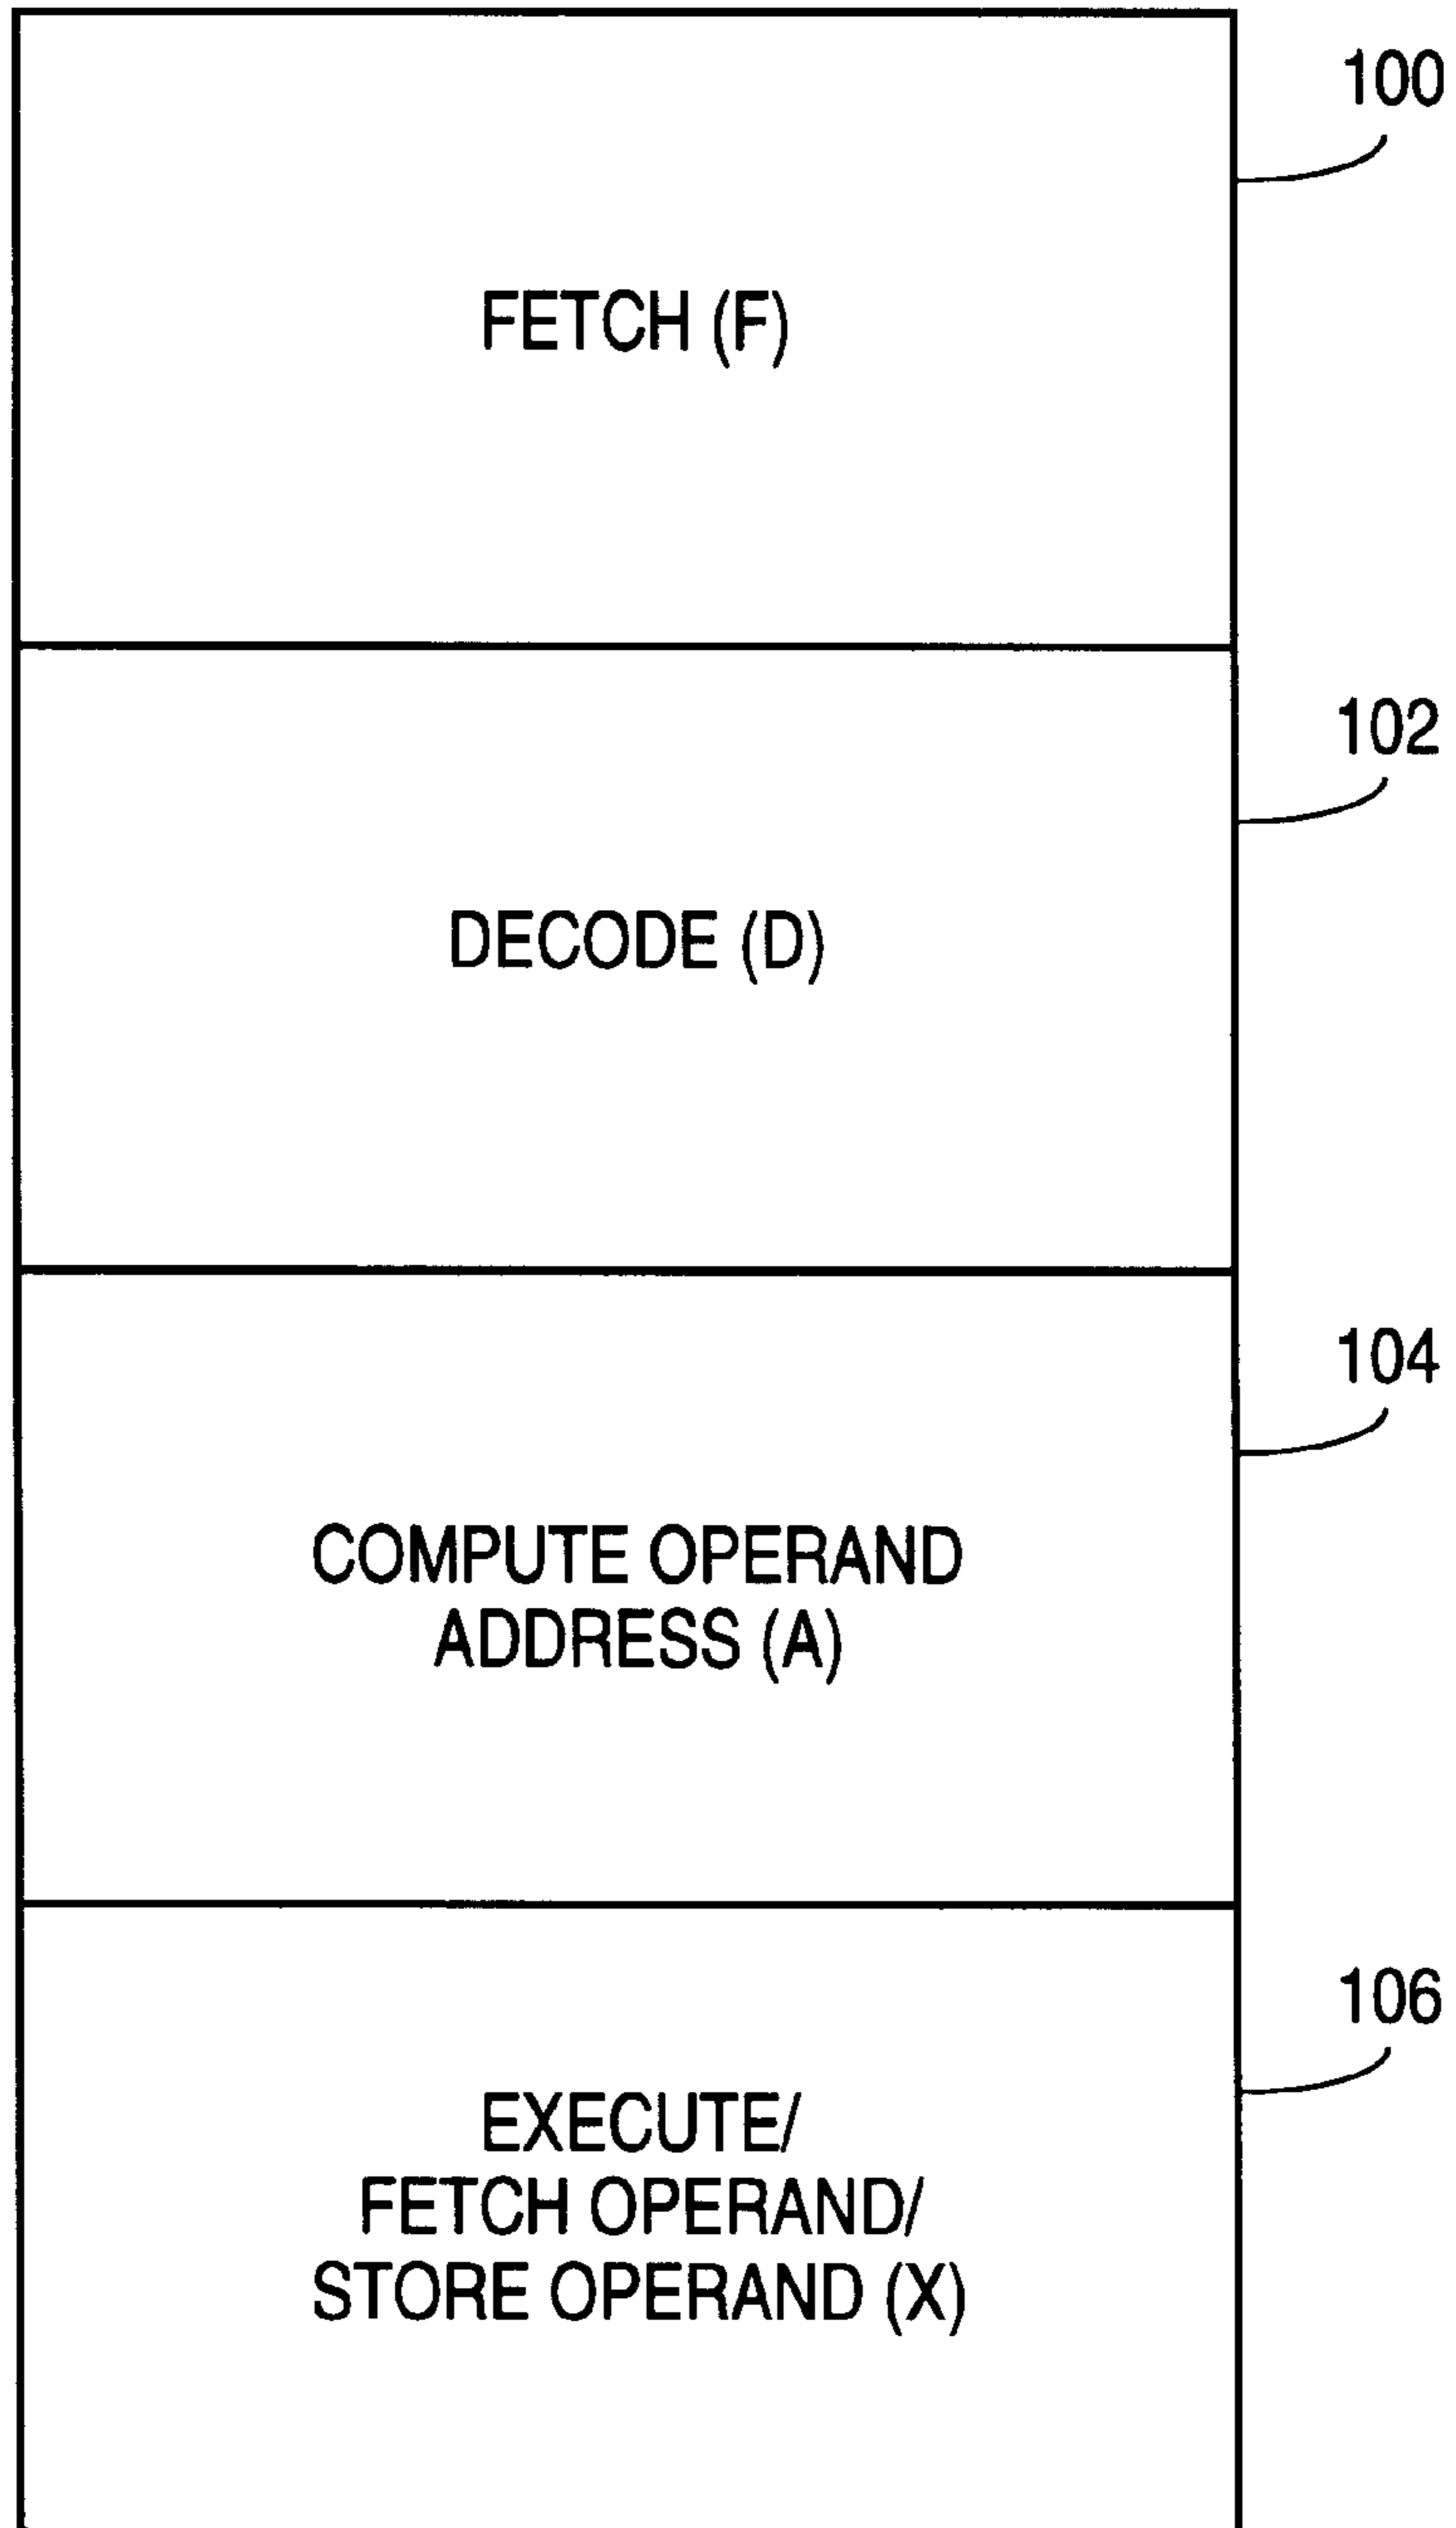 100
FETCH (F)
102
DECODE (D)
104
COMPUTE OPERAND
ADDRESS (A)
106
EXECUTE/
FETCH OPERAND/
STORE OPERAND (X)